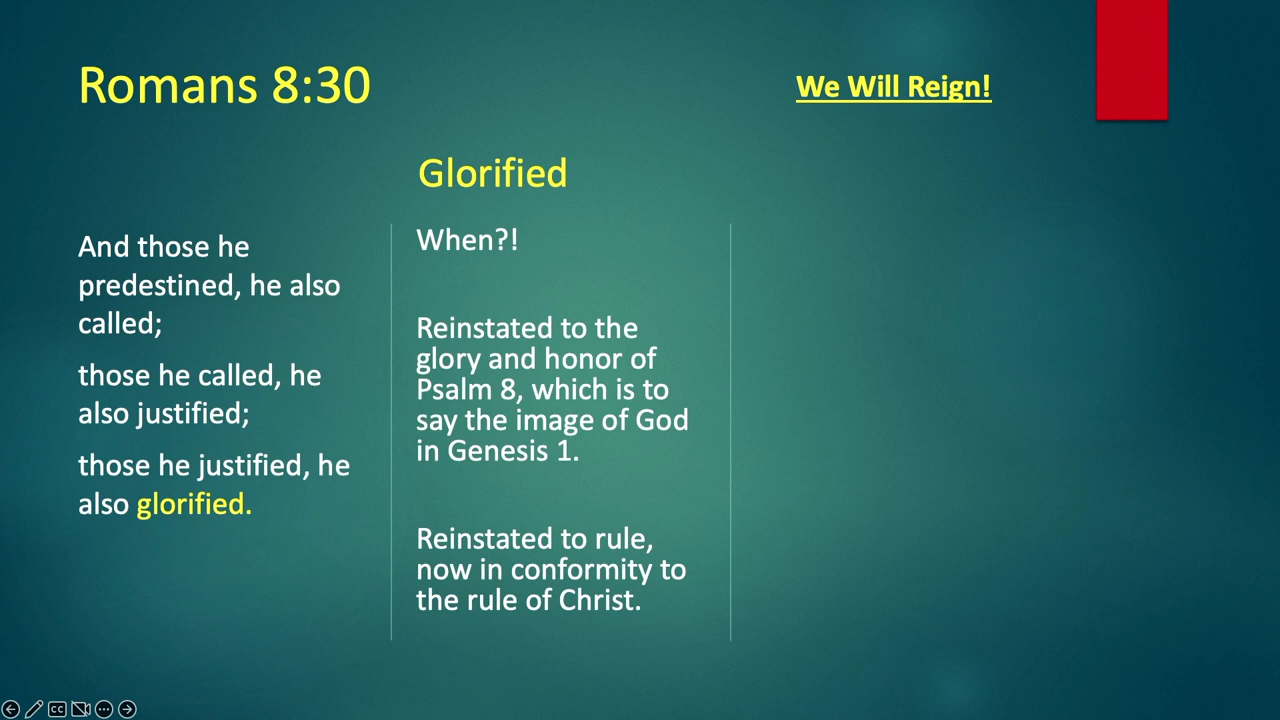 Romans 8:30
We Will Reign!
Glorified
And those he
predestined, he also
called;
those he called, he
also justified;
those he justified, he
also glorified.
When?!
Reinstated to the
glory and honor of
Psalm 8, which is to
say the image of God
in Genesis 1.
Reinstated to rule,
now in conformity to
the rule of Christ.
CC